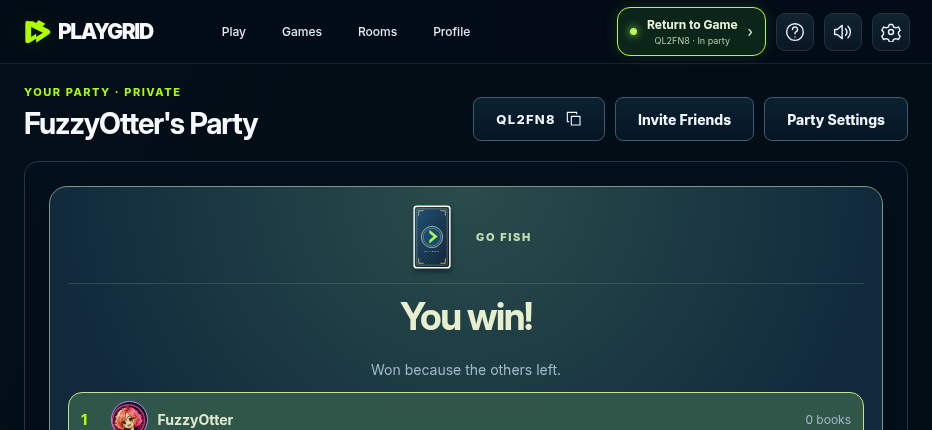 PLAYGRID
Play
Games
Rooms
Profile
Return to Game
QL2FN8 · In party
YOUR PARTY · PRIVATE
FuzzyOtter's Party
QL2FN8
Invite Friends
Party Settings
GO FISH
You win!
Won because the others left.
1 FuzzyOtter 0 books